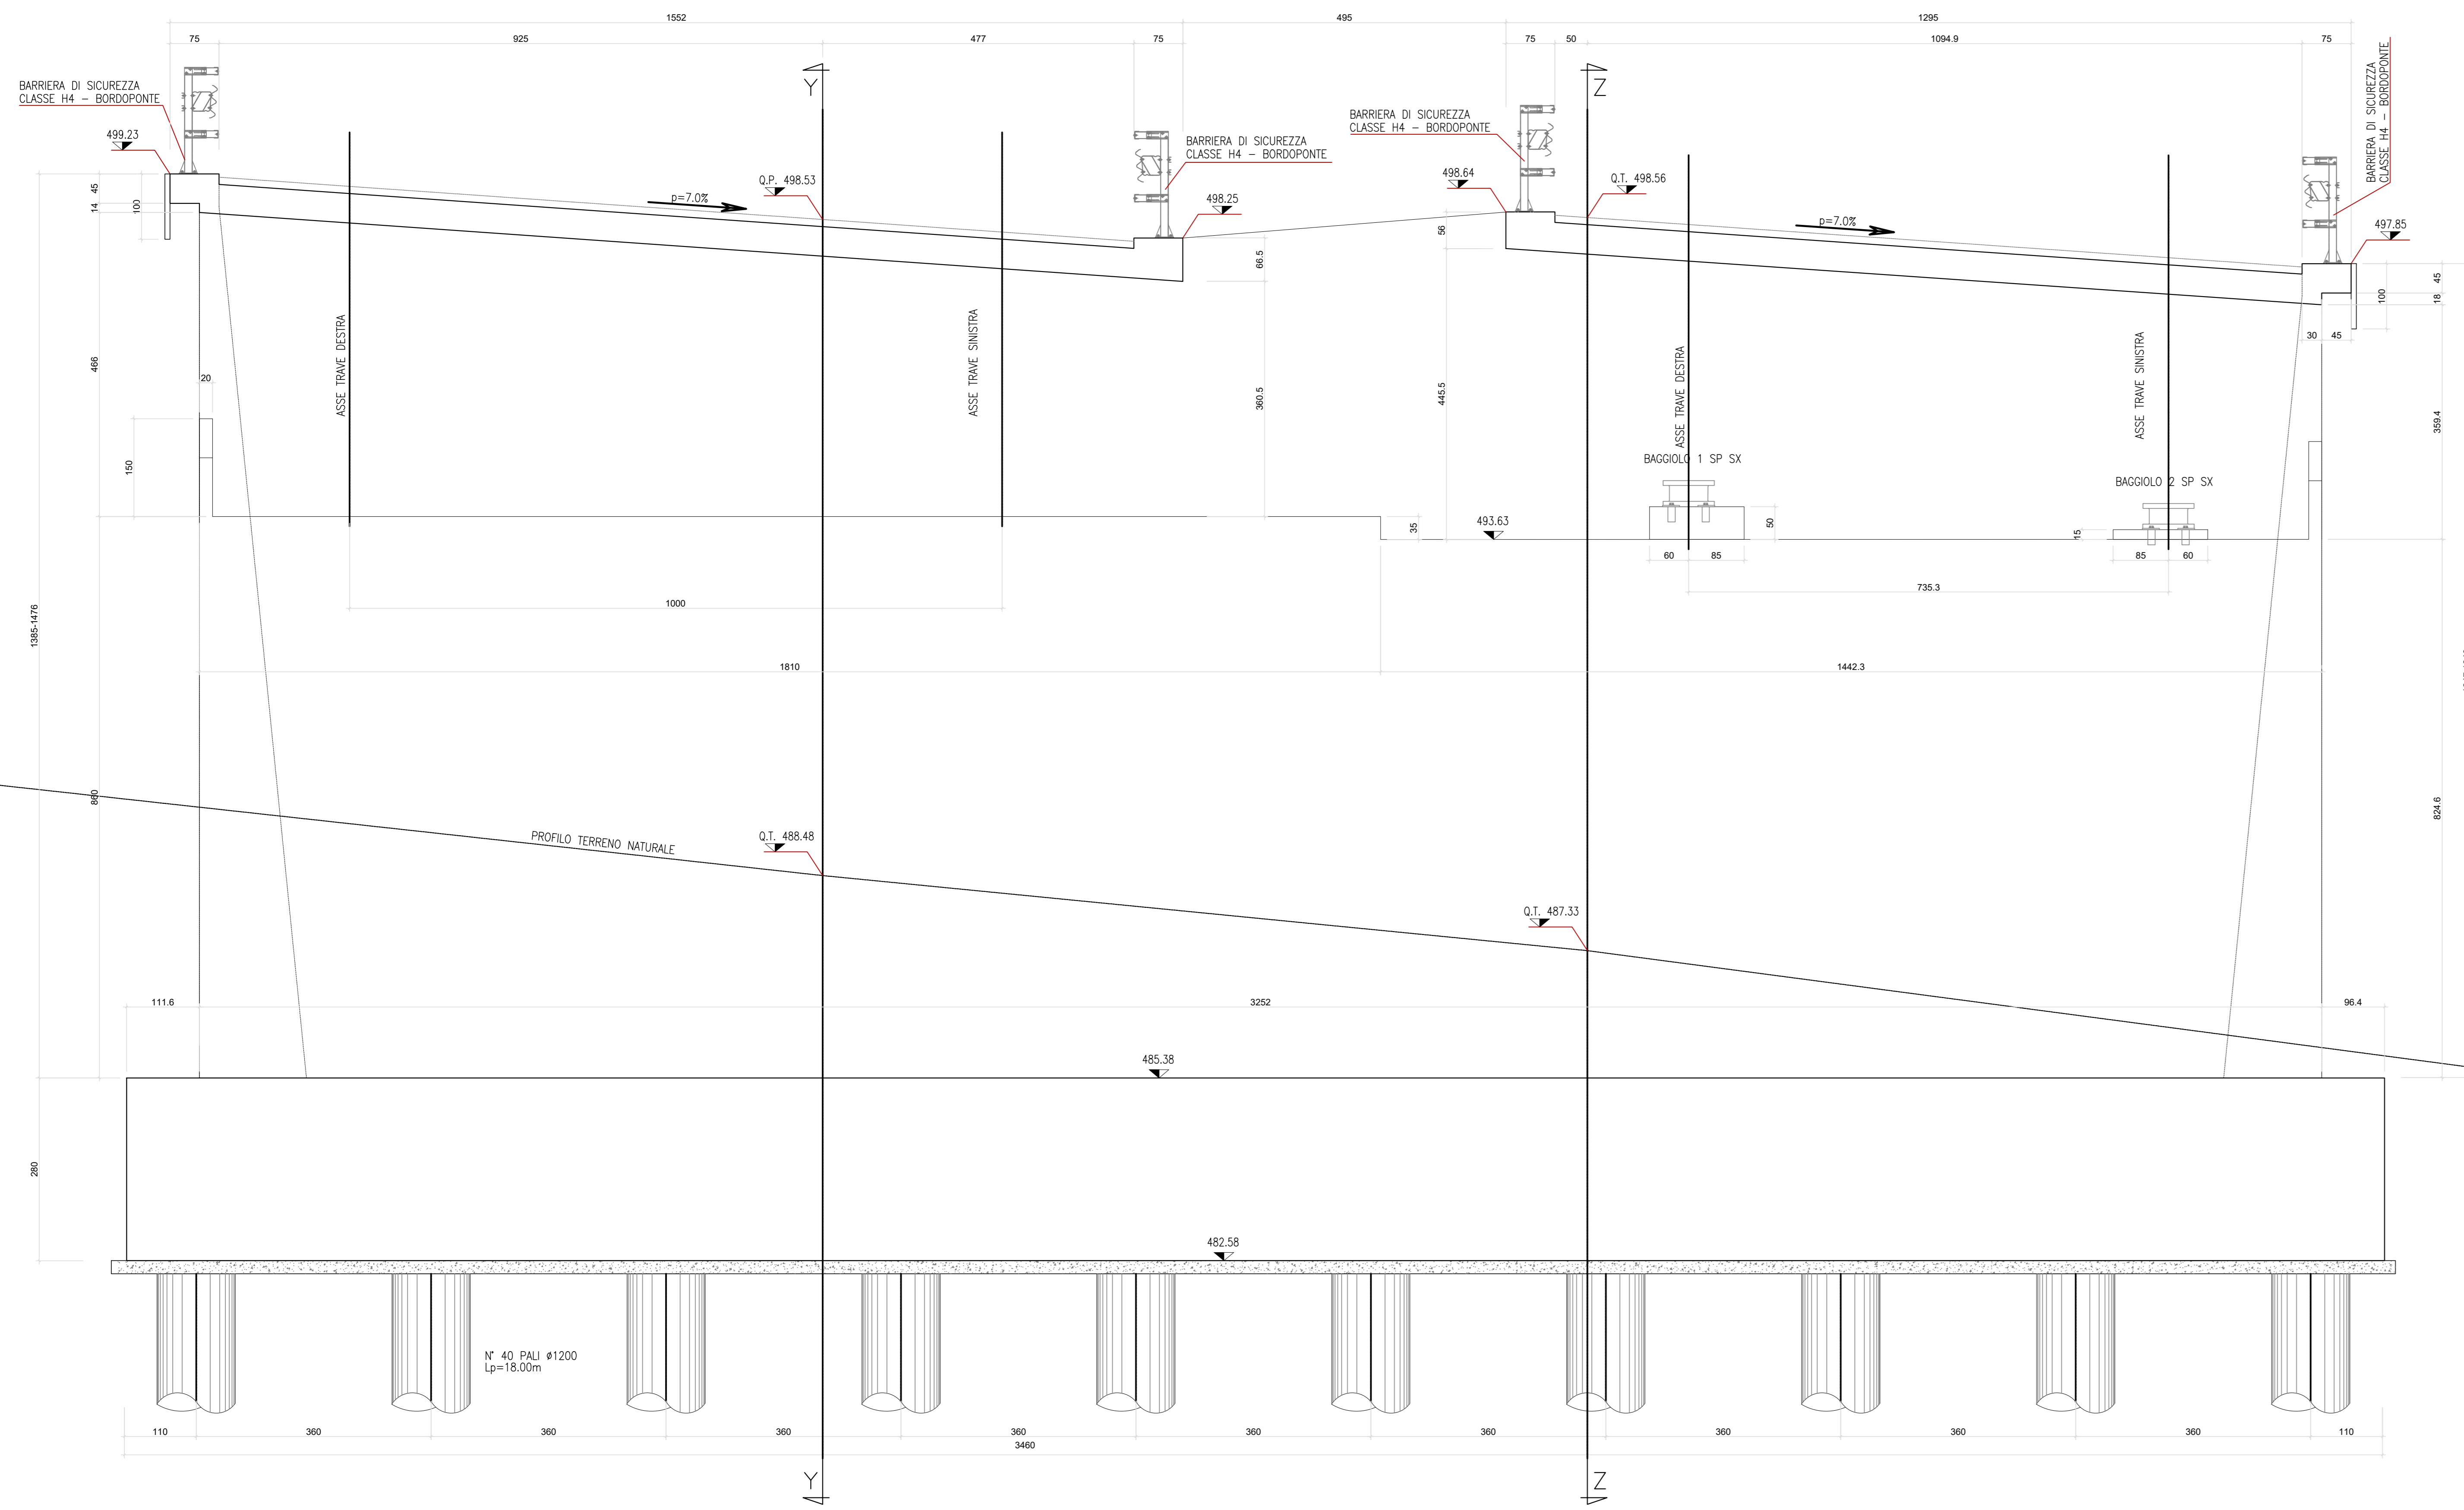 1552
495
1295
75
925
477
75
75
50
1094.9
75
Y
Z
BARRIERA DI SICUREZZA
CLASSE H4 - BORDOPONTE
BARRIERA DI SICUREZZA
CLASSE H4 - BORDOPONTE
BARRIERA DI SICUREZZA
CLASSE H4 - BORDOPONTE
BARRIERA DI SICUREZZA
CLASSE H4 - BORDOPONTE
499.23
Q.P. 498.53
498.25
498.64
Q.T. 498.56
497.85
p=7.0%
p=7.0%
45
14
100
466
20
150
66.5
360.5
56
445.5
45
18
100
30
45
359.4
ASSE TRAVE DESTRA
ASSE TRAVE SINISTRA
ASSE TRAVE DESTRA
ASSE TRAVE SINISTRA
BAGGIOLO 1 SP SX
BAGGIOLO 2 SP SX
35
493.63
50
15
60
85
85
60
735.3
1000
1385-1476
1810
1442.3
860
824.6
PROFILO TERRENO NATURALE
Q.T. 488.48
Q.T. 487.33
111.6
3252
96.4
485.38
280
482.58
N° 40 PALI ø1200
Lp=18.00m
110
360
360
360
360
360
360
360
360
360
110
3460
Y
Z